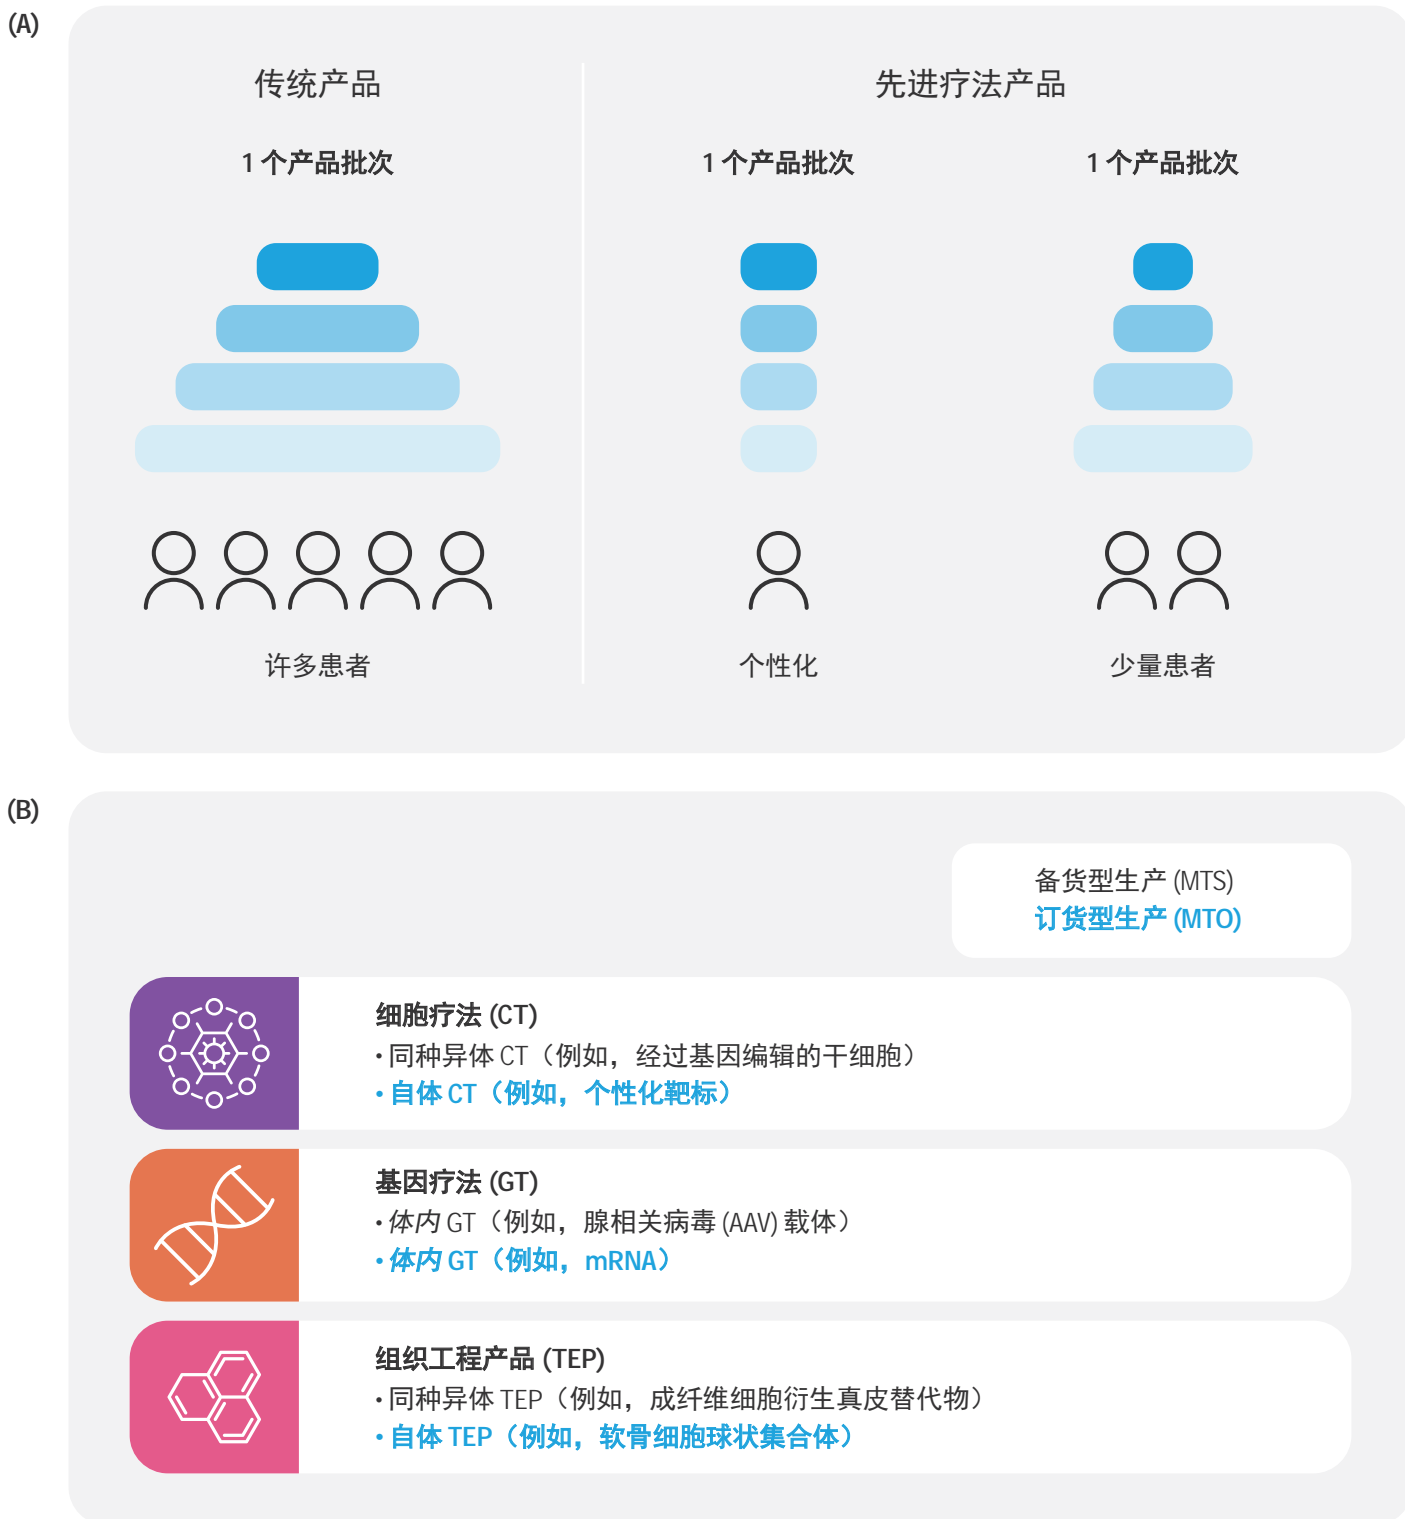 (A)
传统产品
先进疗法产品
1 个产品批次
1 个产品批次
1 个产品批次
许多患者
个性化
少量患者
(B)
备货型生产 (MTS)
订货型生产 (MTO)
细胞疗法 (CT)
• 同种异体 CT（例如，经过基因编辑的干细胞）
• 自体 CT（例如，个性化靶标）
基因疗法 (GT)
• 体内 GT（例如，腺相关病毒 (AAV) 载体）
• 体内 GT（例如，mRNA）
组织工程产品 (TEP)
• 同种异体 TEP（例如，成纤维细胞衍生真皮替代物）
• 自体 TEP（例如，软骨细胞球状集合体）